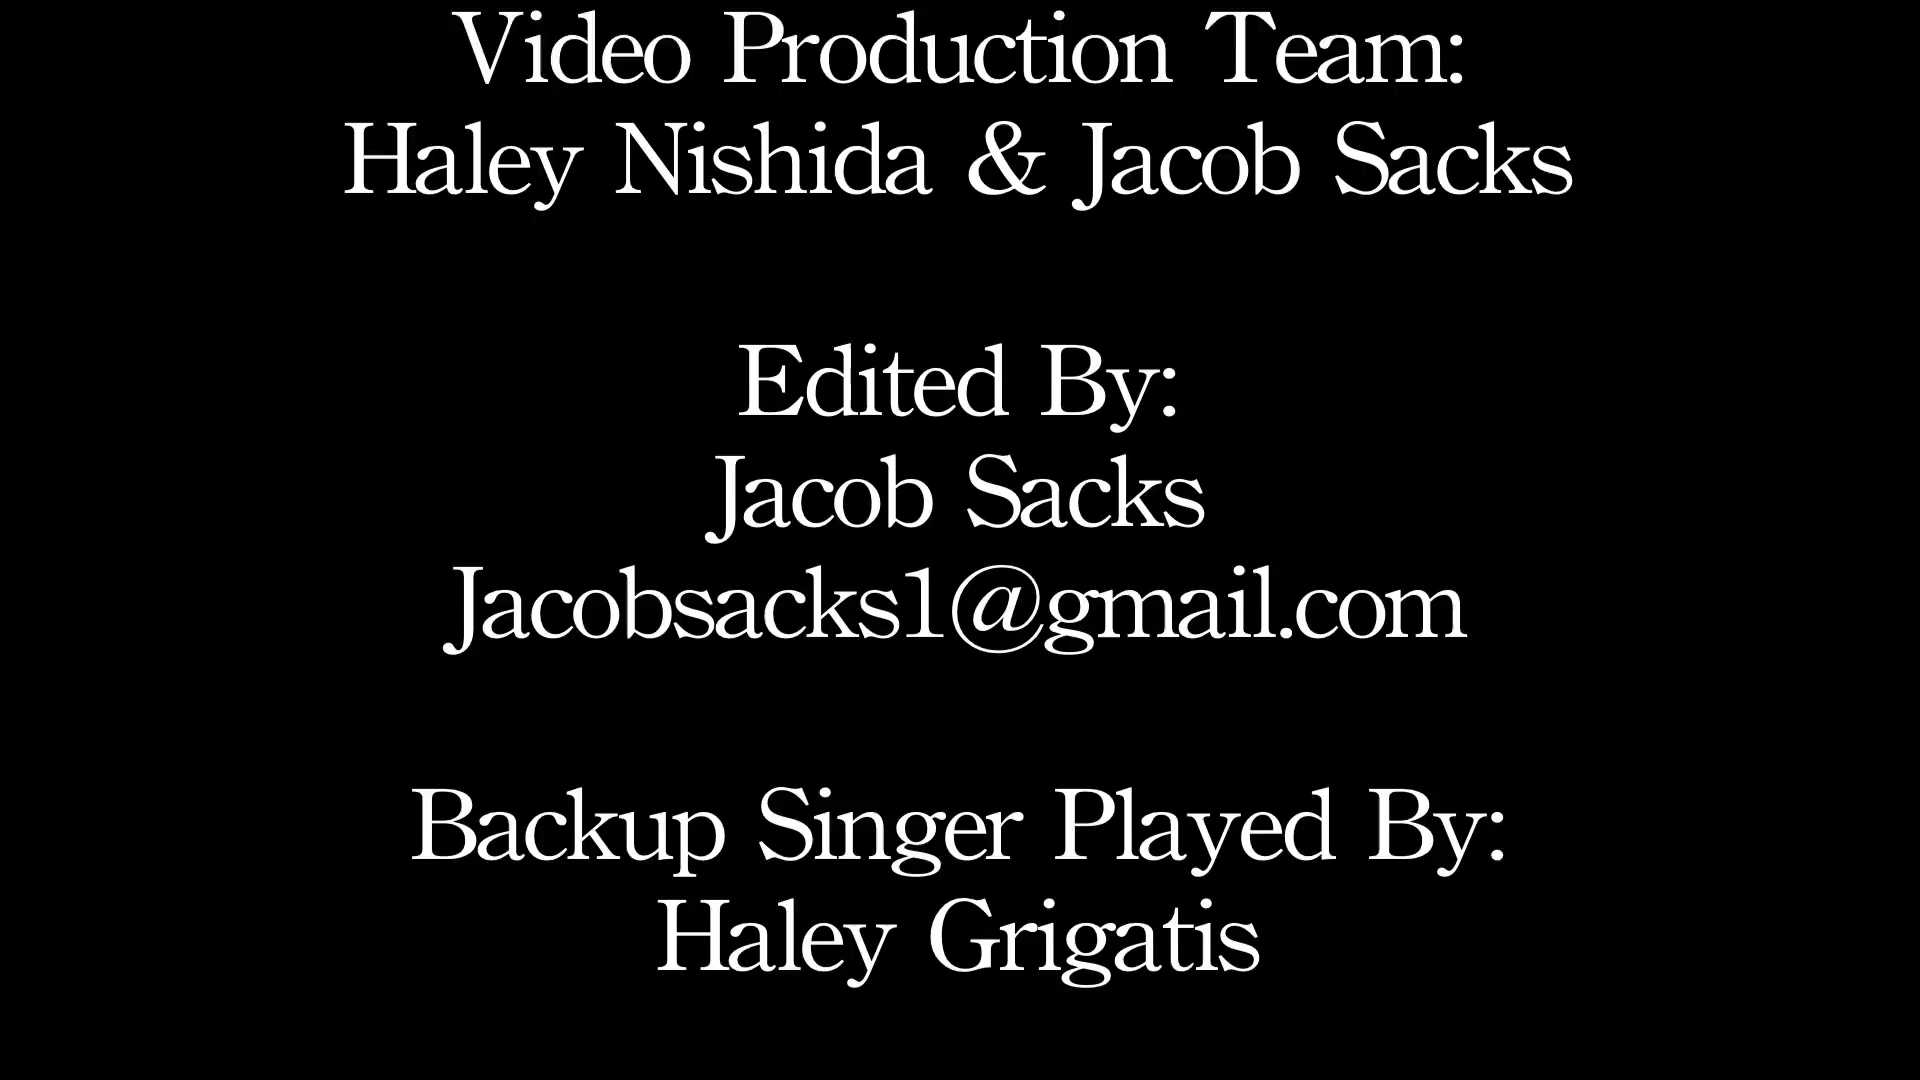 Video Production Team:
Haley Nishida & Jacob Sacks
Edited By:
Jacob Sacks
Jacobsacks1@gmail.com
Backup Singer Played By:
Haley Grigatis